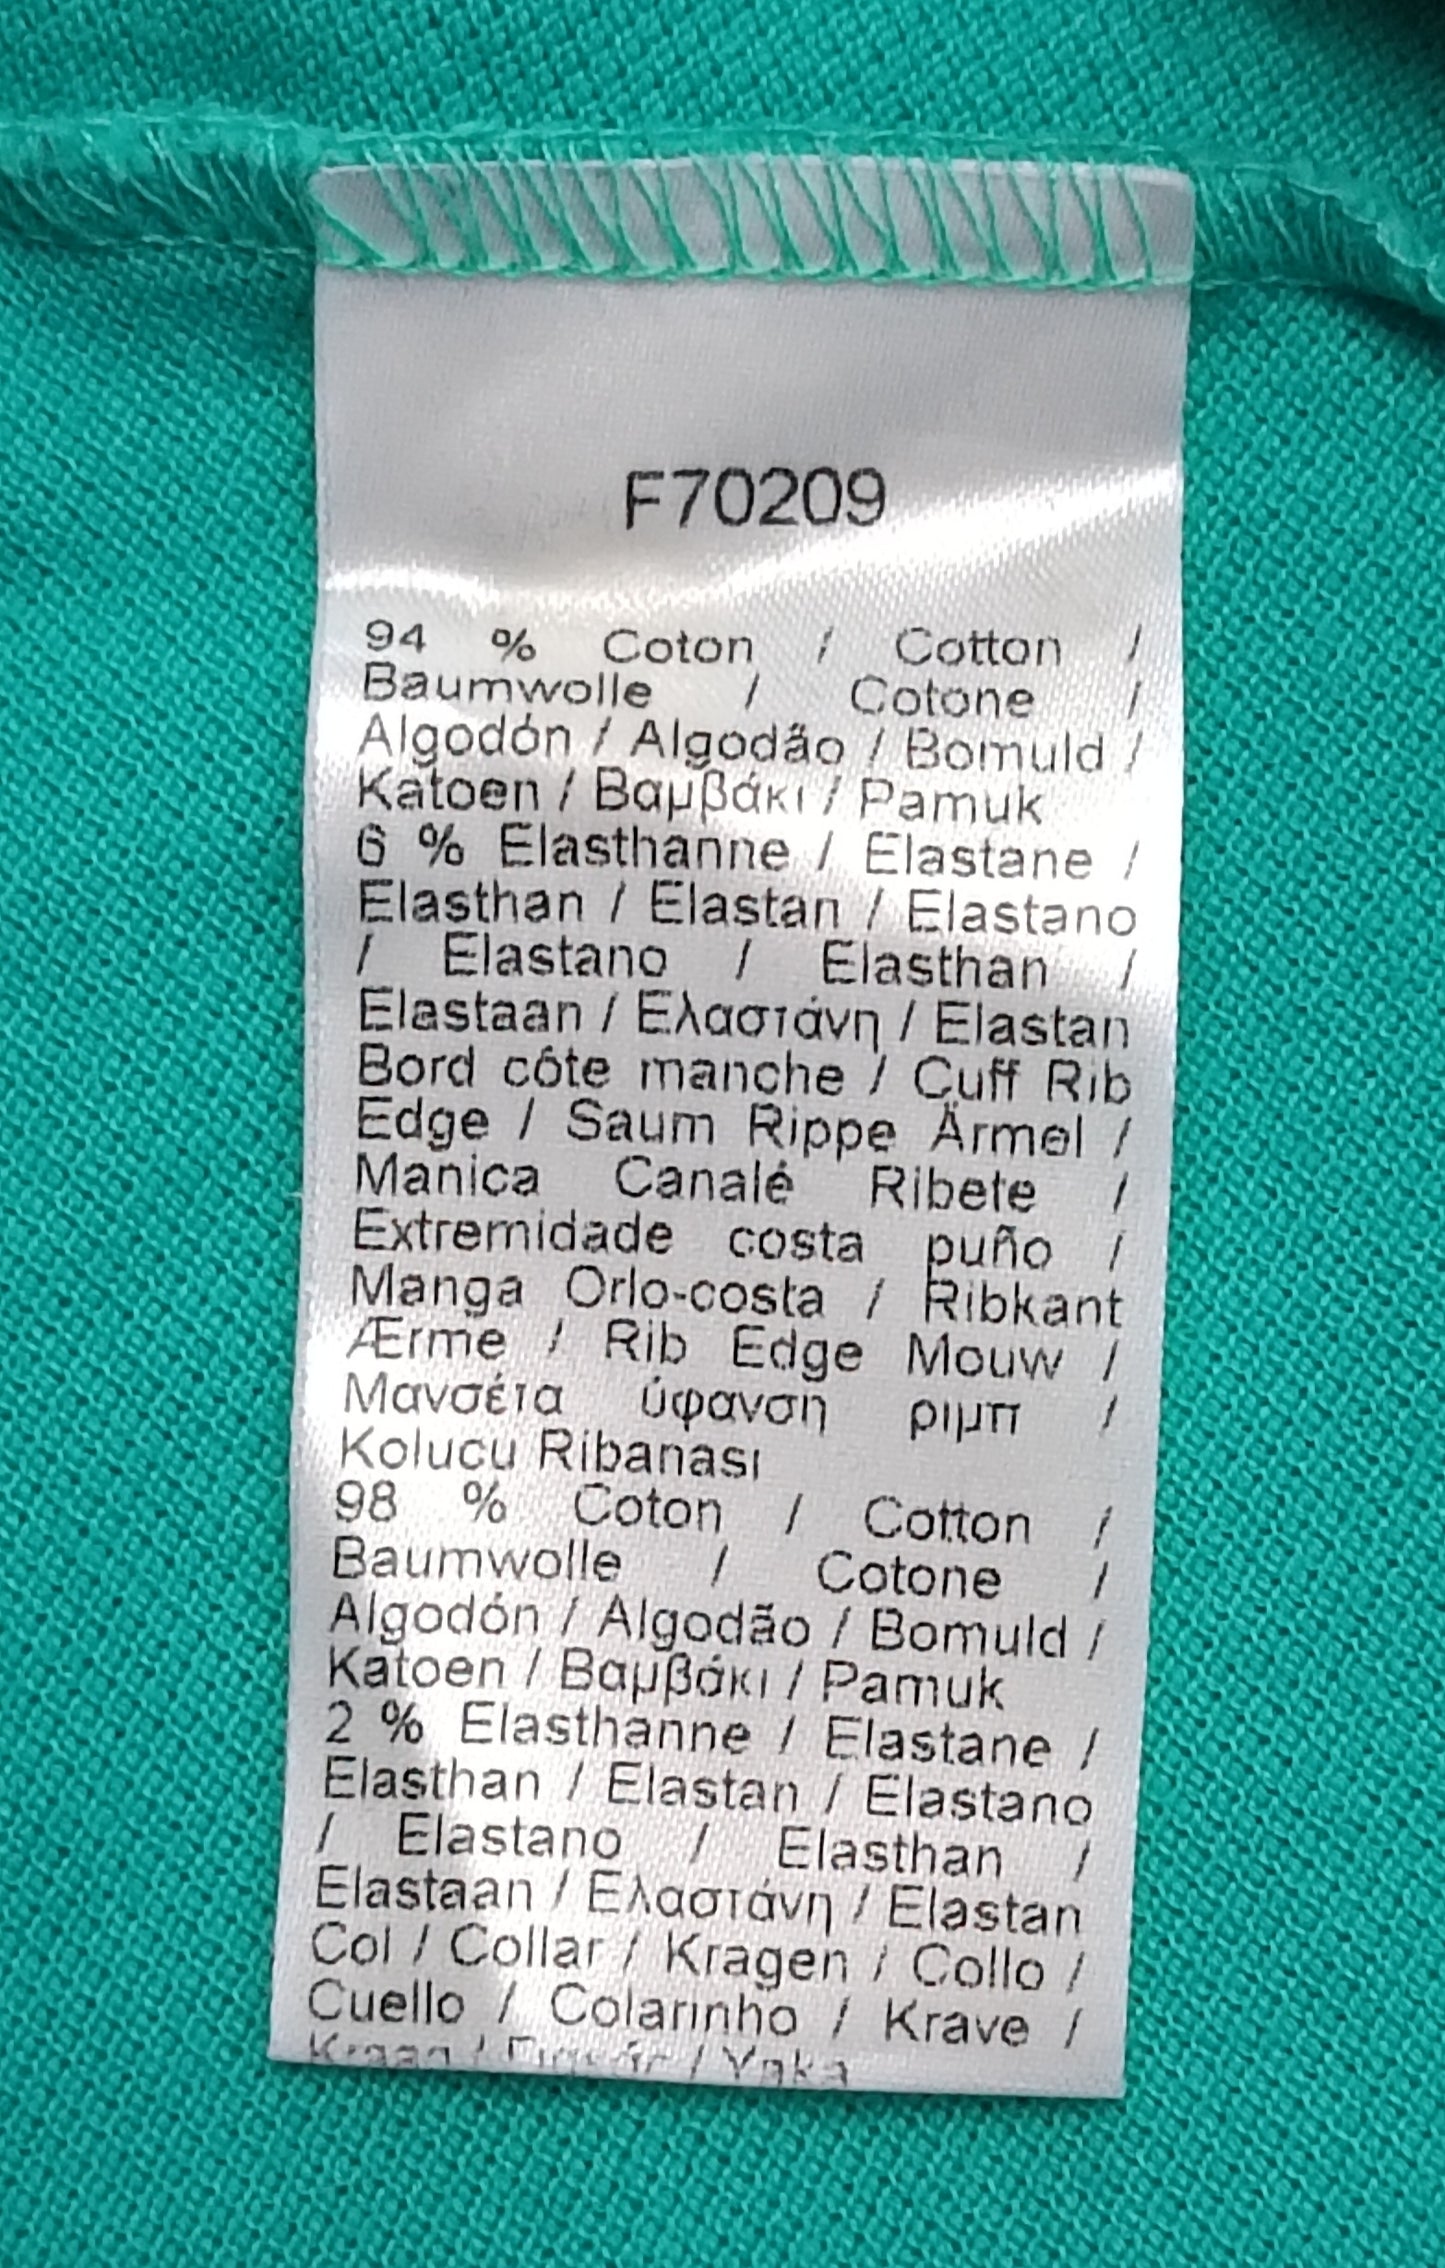 F70209
94 % Coton / Cotton /
Baumwolle / Cotone /
Algodón / Algodão / Bomuld /
Katoen / Βαμβάκι / Pamuk
6 % Elasthanne / Elastane /
Elasthan / Elastan / Elastano
/ Elastano / Elasthan /
Elastaan / Ελαστάνη / Elastan
Bord côte manche / Cuff Rib
Edge / Saum Rippe Ärmel /
Manica Canalé Ribete /
Extremidade costa puño /
Manga Orlo-costa / Ribkant
Ærme / Rib Edge Mouw /
Μανσέτα ύφανση ριμπ /
Kolucu Ribanası
98 % Coton / Cotton /
Baumwolle / Cotone /
Algodón / Algodão / Bomuld /
Katoen / Βαμβάκι / Pamuk
2 % Elasthanne / Elastane /
Elasthan / Elastan / Elastano
/ Elastano / Elasthan /
Elastaan / Ελαστάνη / Elastan
Col / Collar / Kragen / Collo /
Cuello / Colarinho / Krave /
Kraag / Γιακάς / Yaka